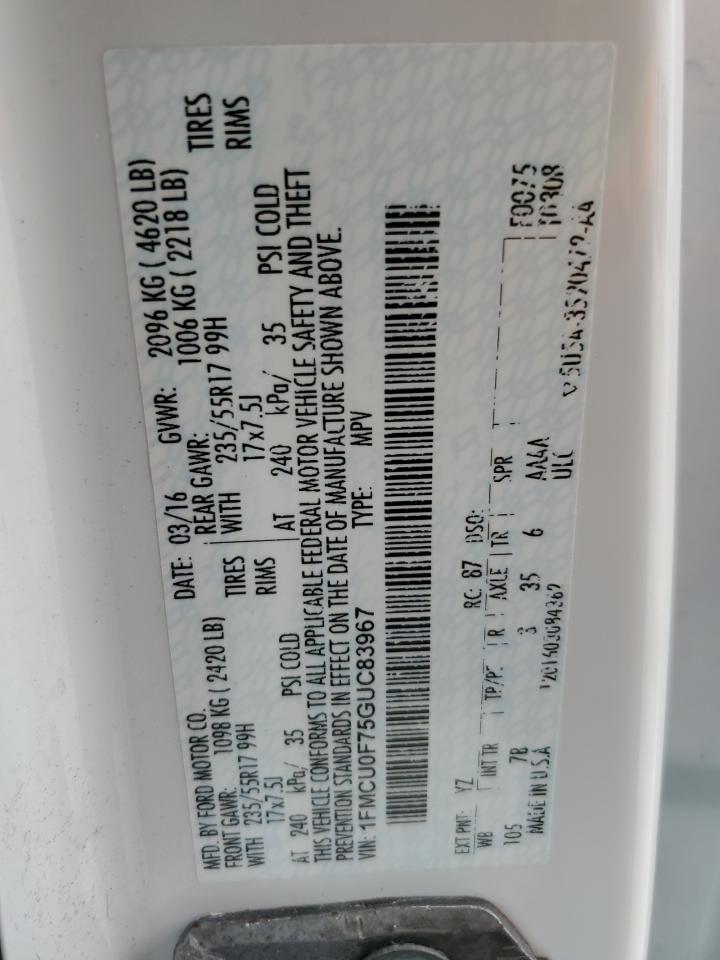 MFD. BY FORD MOTOR CO.
DATE: 03/16 GVWR: 2096 KG ( 4620 LB)
FRONT GAWR: 1098 KG ( 2420 LB) REAR GAWR: 1006 KG ( 2218 LB)
WITH 235/55R17 99H TIRES WITH 235/55R17 99H TIRES
17x7.5J RIMS 17x7.5J RIMS
AT 240 kPa/ 35 PSI COLD AT 240 kPa/ 35 PSI COLD
THIS VEHICLE CONFORMS TO ALL APPLICABLE FEDERAL MOTOR VEHICLE SAFETY AND THEFT
PREVENTION STANDARDS IN EFFECT ON THE DATE OF MANUFACTURE SHOWN ABOVE.
VIN: 1FMCU0F75GUC83967 TYPE: MPV
EXT PNT: YZ RC: 87 DSO: F0075
WB INT TR TP/PS R AXLE TR SPR T0308
105 7B 3 35 6 AA4A
MADE IN U.S.A ULC